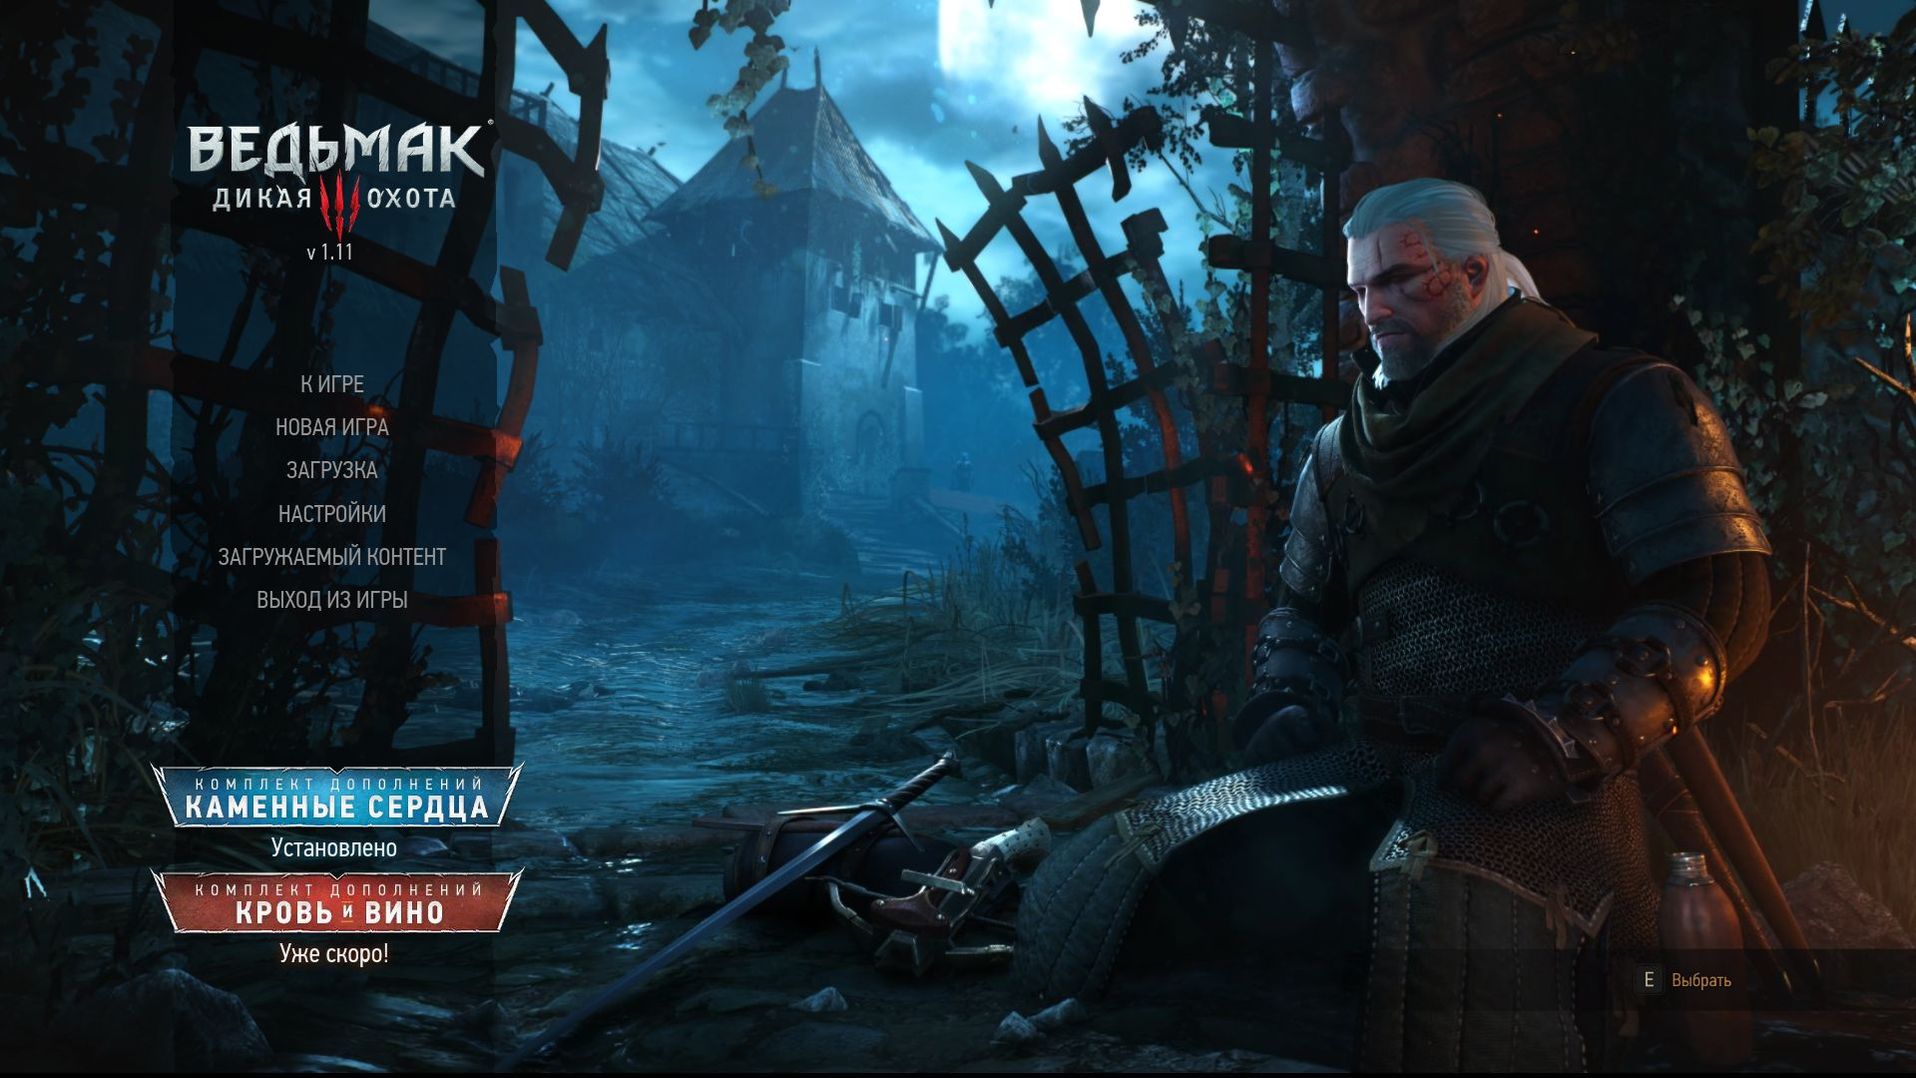 ВЕДЬМАК
ДИКАЯ III ОХОТА
v 1.11
К ИГРЕ
НОВАЯ ИГРА
ЗАГРУЗКА
НАСТРОЙКИ
ЗАГРУЖАЕМЫЙ КОНТЕНТ
ВЫХОД ИЗ ИГРЫ
КОМПЛЕКТ ДОПОЛНЕНИЙ
КАМЕННЫЕ СЕРДЦА
Установлено
КОМПЛЕКТ ДОПОЛНЕНИЙ
КРОВЬ И ВИНО
Уже скоро!
E Выбрать